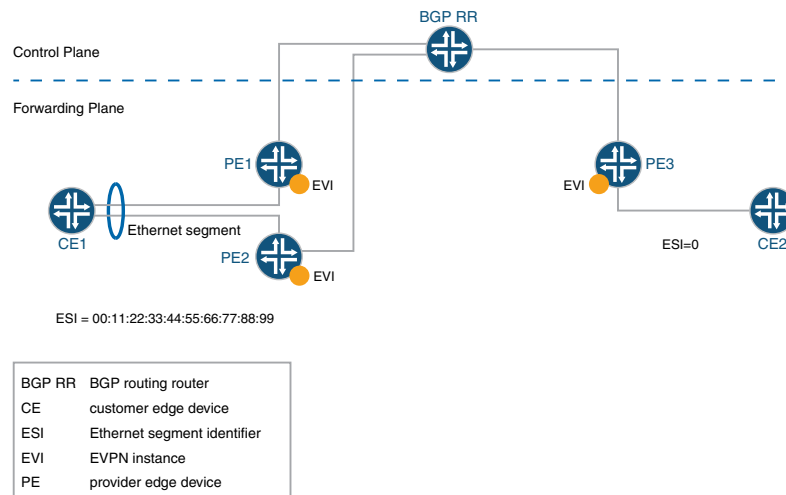 BGP RR
Control Plane
Forwarding Plane
PE1
EVI
PE3
EVI
CE1
Ethernet segment
PE2
EVI
ESI=0
CE2
ESI = 00:11:22:33:44:55:66:77:88:99
BGP RR BGP routing router
CE customer edge device
ESI Ethernet segment identifier
EVI EVPN instance
PE provider edge device